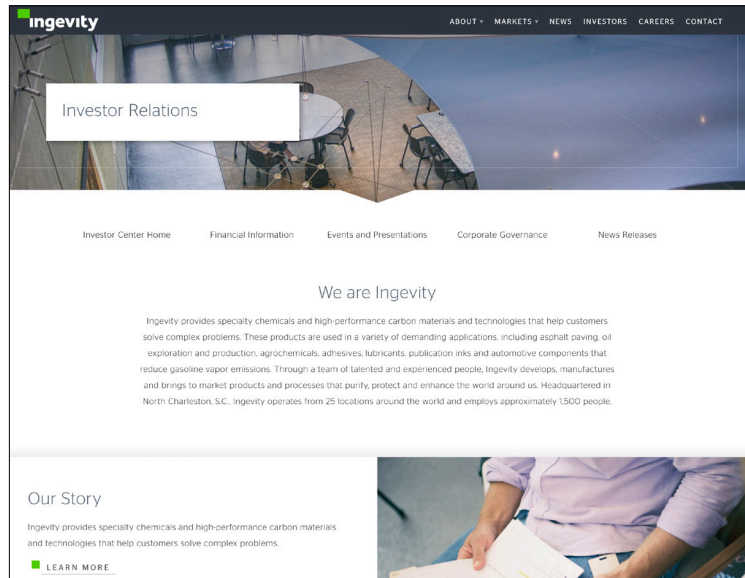 ingevity
ABOUT MARKETS NEWS INVESTORS CAREERS CONTACT
Investor Relations
Investor Center Home Financial Information Events and Presentations Corporate Governance News Releases
We are Ingevity
Ingevity provides specialty chemicals and high-performance carbon materials and technologies that help customers
solve complex problems. These products are used in a variety of demanding applications, including asphalt paving, oil
exploration and production, agrochemicals, adhesives, lubricants, publication inks and automotive components that
reduce gasoline vapor emissions. Through a team of talented and experienced people, Ingevity develops, manufactures
and brings to market products and processes that purify, protect and enhance the world around us. Headquartered in
North Charleston, S.C., Ingevity operates from 25 locations around the world and employs approximately 1,500 people.
Our Story
Ingevity provides specialty chemicals and high-performance carbon materials
and technologies that help customers solve complex problems.
LEARN MORE